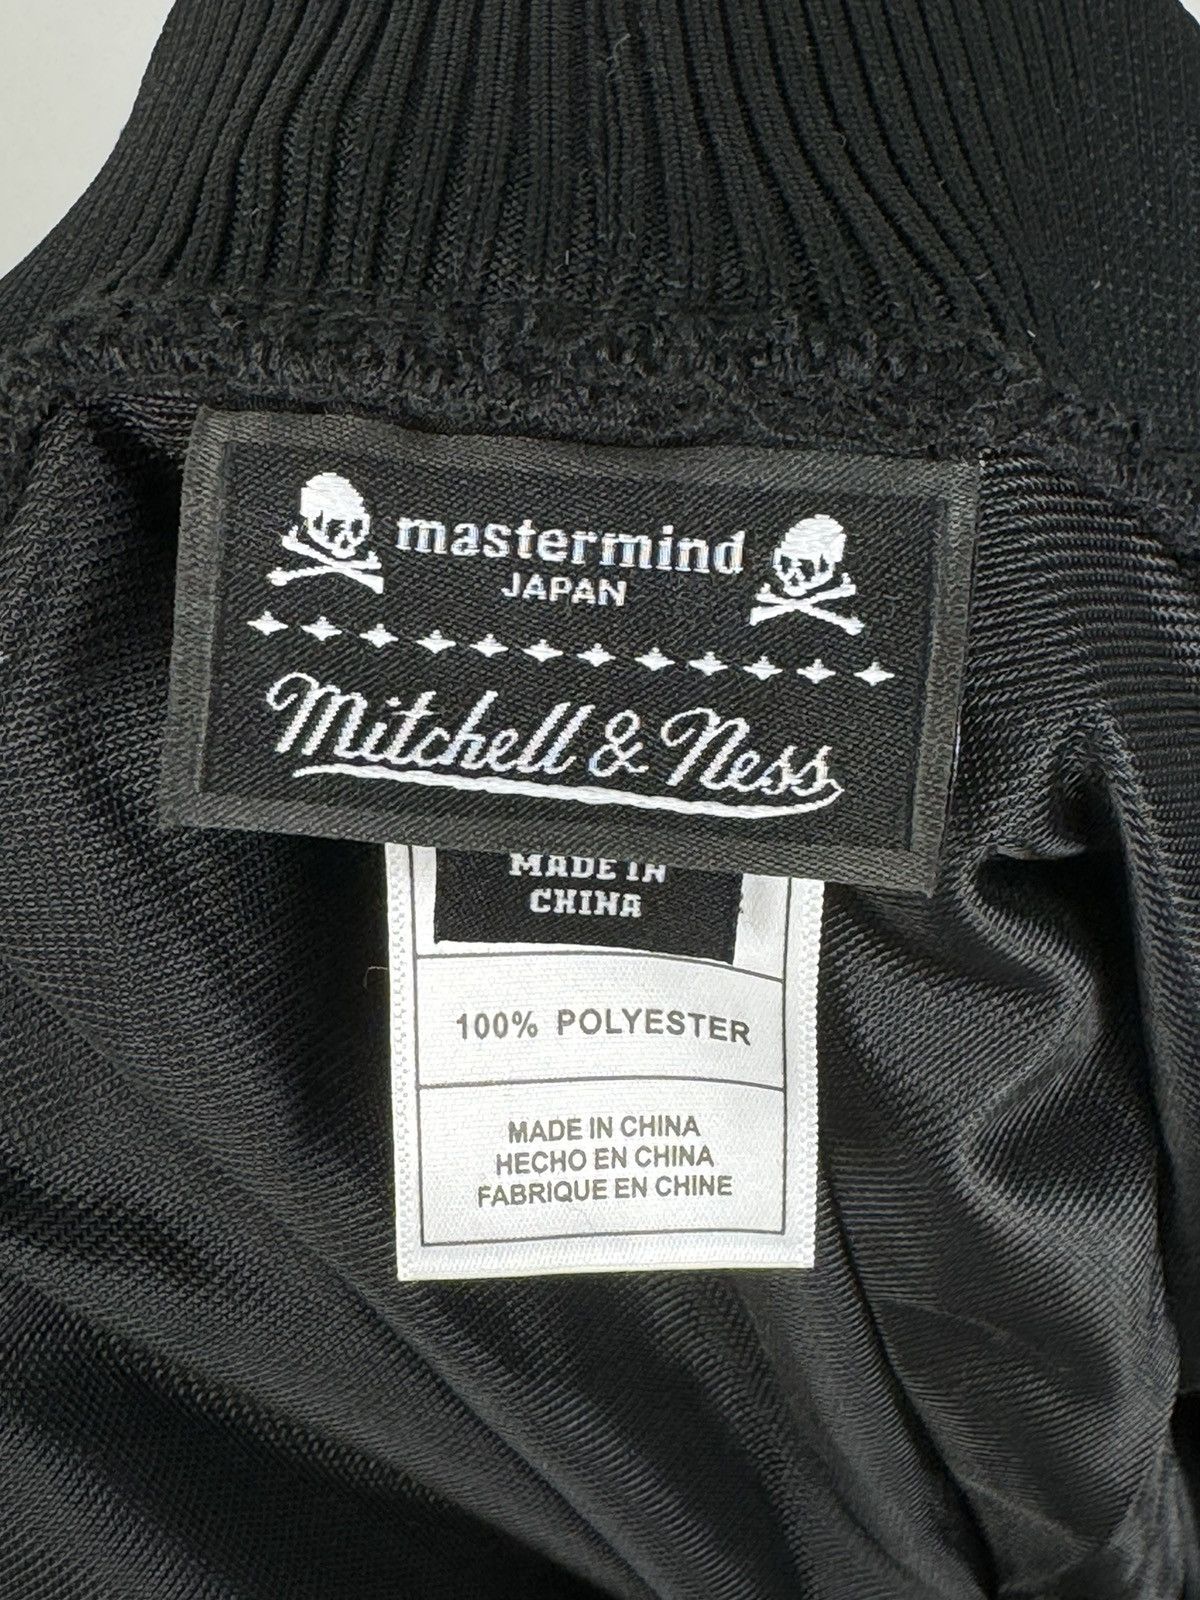 mastermind
JAPAN
Mitchell & Ness
MADE IN
CHINA
100% POLYESTER
MADE IN CHINA
HECHO EN CHINA
FABRIQUE EN CHINE